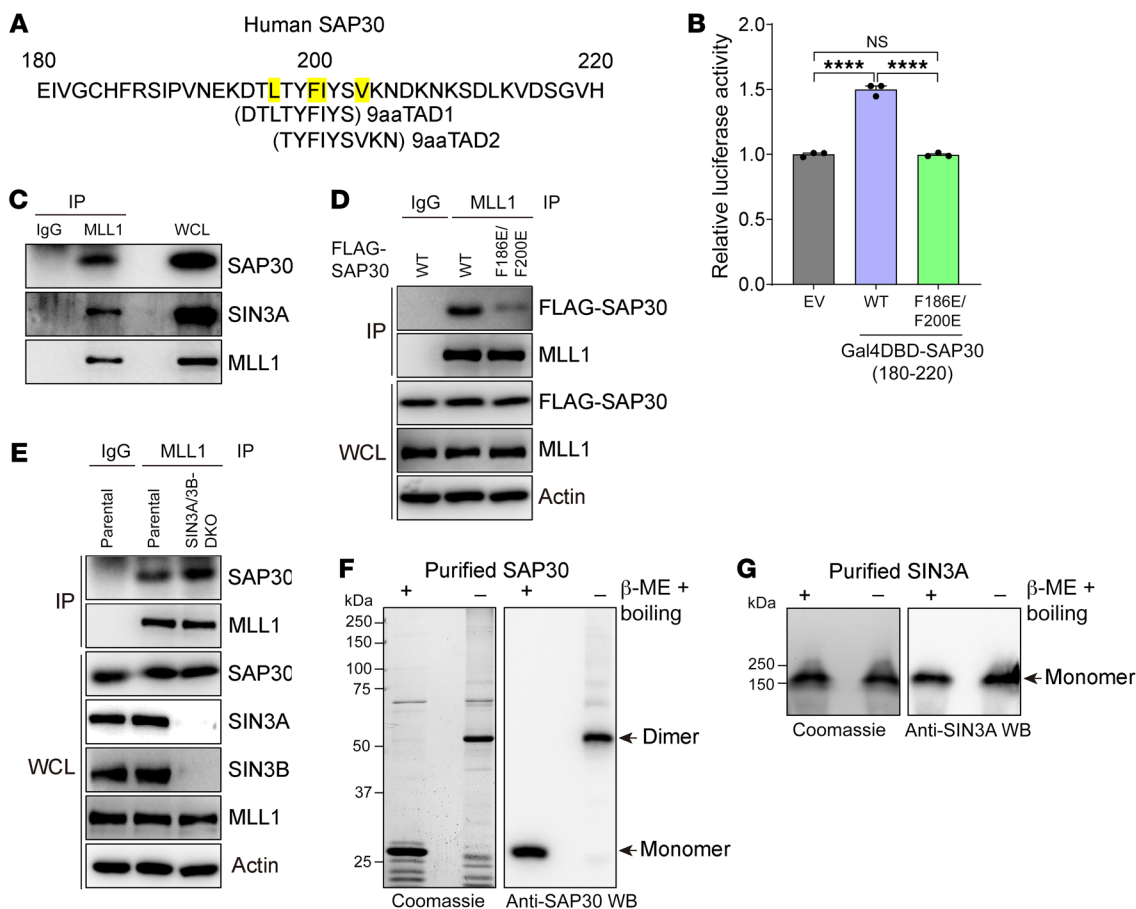 A
Human SAP30
180 200 220
EIVGCHFRSIPVNEKDTLTYFIYSVKNDKNKSDLKVDSGVH
(DTLTYFIYS) 9aaTAD1
(TYFIYSVKN) 9aaTAD2
B
Relative luciferase activity
2.0
1.5
1.0
0.5
0.0
NS
**** ****
EV WT F186E/
F200E
Gal4DBD-SAP30
(180-220)
C
IP
IgG MLL1 WCL
SAP30
SIN3A
MLL1
D
IgG MLL1 IP
FLAG-
SAP30
WT WT F186E/
F200E
IP
FLAG-SAP30
MLL1
WCL
FLAG-SAP30
MLL1
Actin
E
IgG MLL1 IP
Parental Parental SIN3A/3B-
DKO
IP
SAP30
MLL1
WCL
SAP30
SIN3A
SIN3B
MLL1
Actin
F
Purified SAP30
+ – + – β-ME +
boiling
kDa
250
150
100
75
50
37
25
Dimer
Monomer
Coomassie Anti-SAP30 WB
G
Purified SIN3A
+ – + – β-ME +
boiling
kDa
250
150
Monomer
Coomassie Anti-SIN3A WB